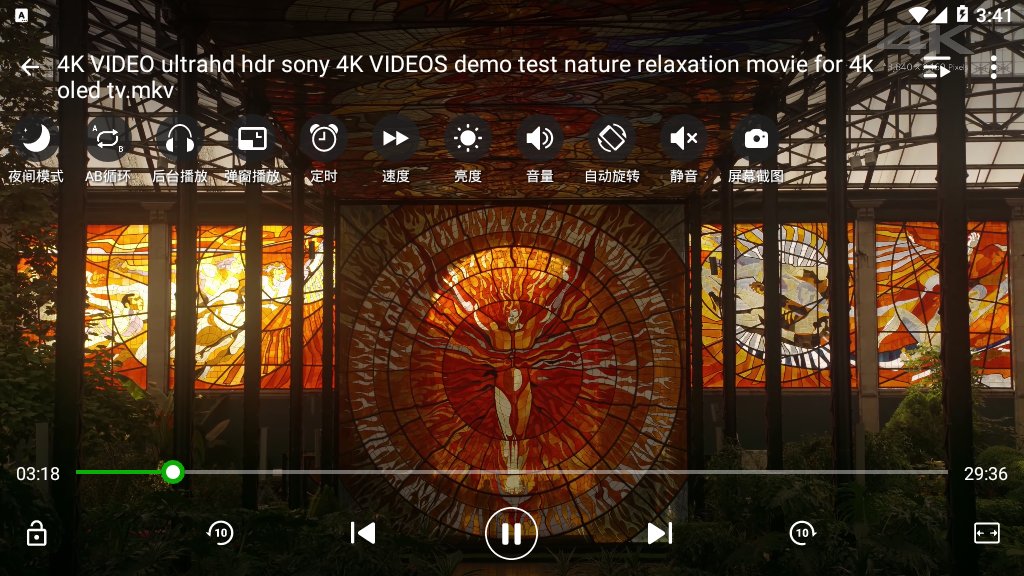 A
3:41
4K
4K VIDEO ultrahd hdr sony 4K VIDEOS demo test nature relaxation movie for 4k
oled tv.mkv
A
B
夜间模式 AB循环 后台播放 弹窗播放 定时 速度 亮度 音量 自动旋转 静音 屏幕截图
03:18 29:36
10 10